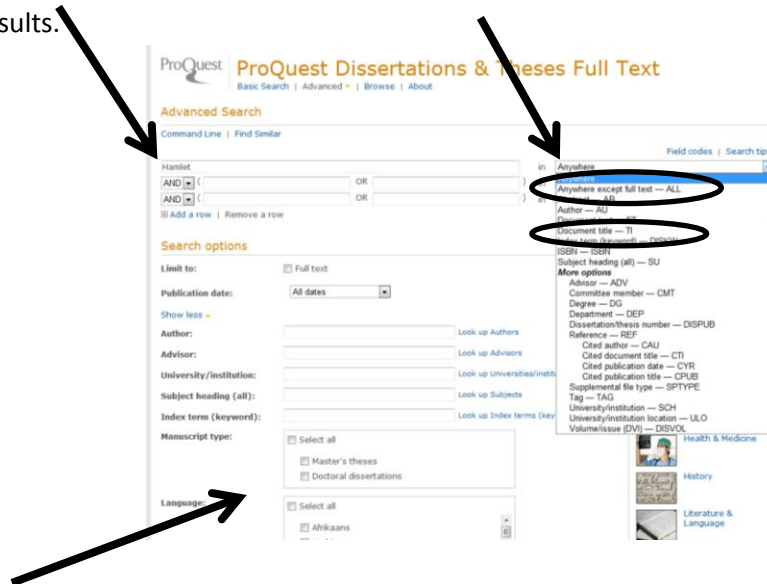 sults.
ProQuest
ProQuest Dissertations & Theses Full Text
Basic Search | Advanced | Browse | About
Advanced Search
Command Line | Find Similar
Field codes | Search tip
Hamlet in Anywhere
Anywhere
AND ( OR ) in Anywhere except full text — ALL
AND ( OR ) in
Author — AU
Add a row | Remove a row
Document title — TI
ISBN — ISBN
Subject heading (all) — SU
More options
Advisor — ADV
Committee member — CMT
Degree — DG
Department — DEP
Dissertation/thesis number — DISPUB
Reference — REF
Cited author — CAU
Cited document title — CTI
Cited publication date — CYR
Cited publication title — CPUB
Supplemental file type — SPTYPE
Tag — TAG
University/institution — SCH
University/institution location — ULO
Volume/issue (DVI) — DISVOL
Search options
Limit to: Full text
Publication date: All dates
Show less
Author: Look up Authors
Advisor: Look up Advisors
University/institution: Look up Universities/instit
Subject heading (all): Look up Subjects
Index term (keyword): Look up Index terms (key
Manuscript type: Select all
Master's theses
Doctoral dissertations
Language: Select all
Afrikaans
Health & Medicine
History
Literature &
Language